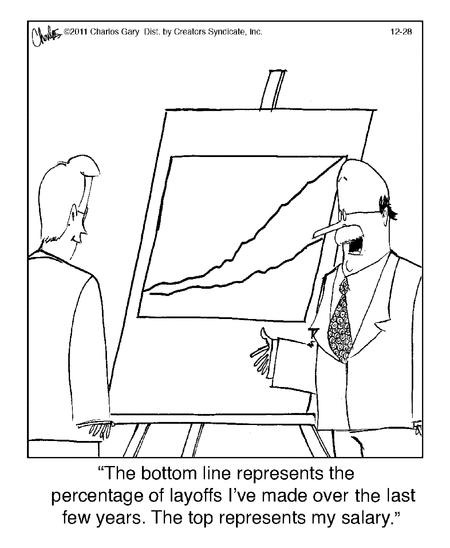 Charlos ©2011 Charlos Gary Dist. by Creators Syndicate, Inc. 12-28
“The bottom line represents the
percentage of layoffs I’ve made over the last
few years. The top represents my salary.”